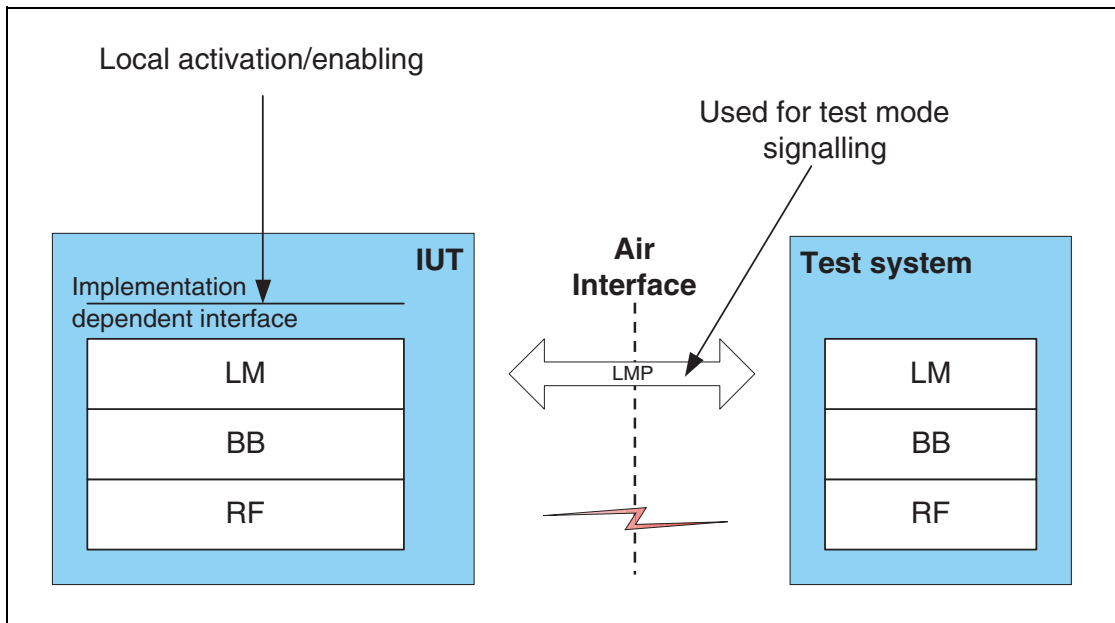 Local activation/enabling
Used for test mode
signalling
IUT
Implementation
dependent interface
LM
BB
RF
Air
Interface
LMP
Test system
LM
BB
RF